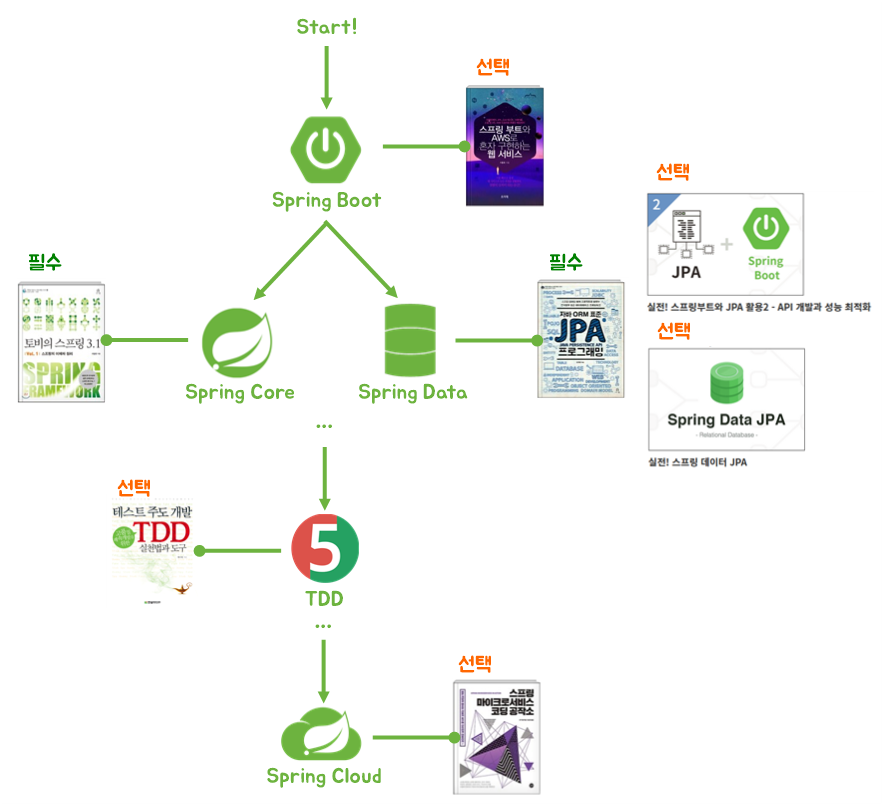 Start!
선택
스프링 부트와
AWS로
혼자 구현하는
웹 서비스
Spring Boot
선택
2
JPA
+
Spring
Boot
실전! 스프링부트와 JPA 활용2 - API 개발과 성능 최적화
필수
토비의 스프링 3.1
SPRING
FRAMEWORK
Spring Core
Spring Data
필수
자바 ORM 표준
JPA
JAVA PERSISTENCE API
프로그래밍
DATABASE
APPLICATION
선택
Spring Data JPA
- Relational Database -
실전! 스프링 데이터 JPA
...
선택
테스트 주도 개발
TDD
실천법과 도구
5
TDD
...
선택
스프링
마이크로서비스
코딩 공작소
Spring Cloud